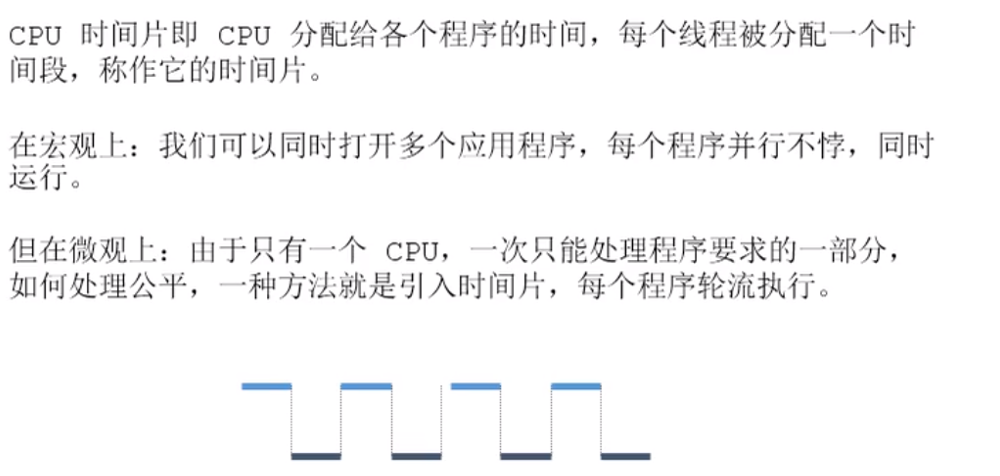 CPU 时间片即 CPU 分配给各个程序的时间，每个线程被分配一个时
间段，称作它的时间片。
在宏观上：我们可以同时打开多个应用程序，每个程序并行不悖，同时
运行。
但在微观上：由于只有一个 CPU，一次只能处理程序要求的一部分，
如何处理公平，一种方法就是引入时间片，每个程序轮流执行。